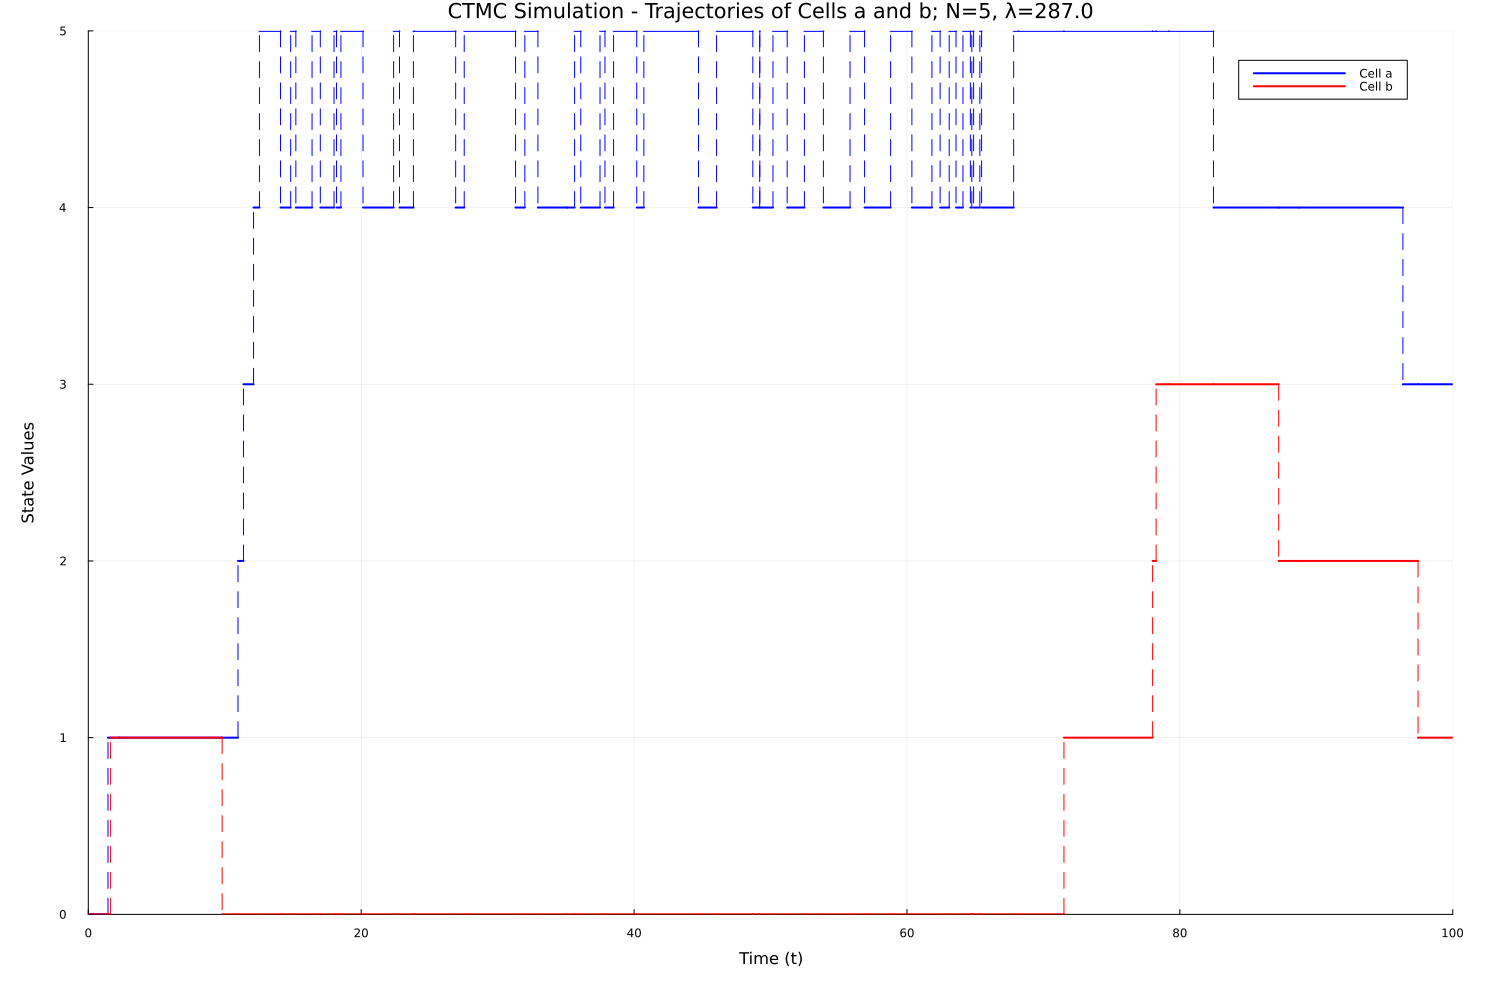 CTMC Simulation - Trajectories of Cells a and b; N=5, λ=287.0
5
4
3
2
1
0
State Values
Cell a
Cell b
0 20 40 60 80 100
Time (t)